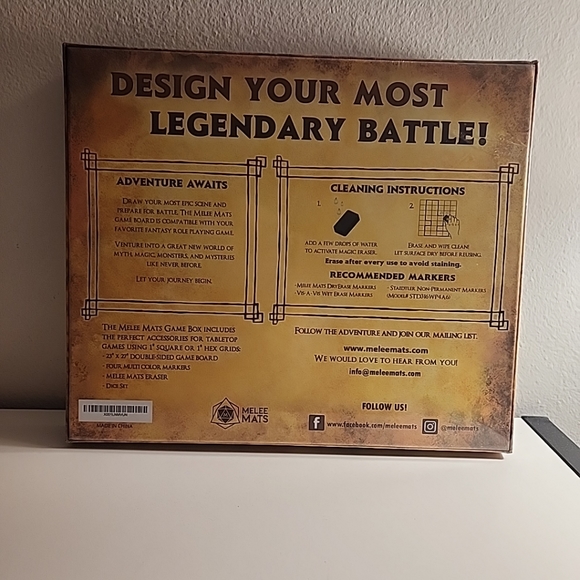 DESIGN YOUR MOST
LEGENDARY BATTLE!
ADVENTURE AWAITS
DRAW YOUR MOST EPIC SCENE AND
PREPARE FOR BATTLE. THE MELEE MATS
GAME BOARD IS COMPATIBLE WITH YOUR
FAVORITE FANTASY ROLE PLAYING GAME.
VENTURE INTO A GREAT NEW WORLD OF
MYTH, MAGIC, MONSTERS, AND MYSTERIES
LIKE NEVER BEFORE.
LET YOUR JOURNEY BEGIN.
CLEANING INSTRUCTIONS
1.
2.
ADD A FEW DROPS OF WATER
TO ACTIVATE MAGIC ERASER.
ERASE AND WIPE CLEAN.
LET SURFACE DRY BEFORE REUSING.
Erase after every use to avoid staining.
RECOMMENDED MARKERS
· MELEE MATS DRY ERASE MARKERS
· VIS-A-VIS WET ERASE MARKERS
· STAEDTLER NON-PERMANENT MARKERS
THE MELEE MATS GAME BOX INCLUDES
THE PERFECT ACCESSORIES FOR TABLETOP
GAMES USING 1" SQUARE OR 1" HEX GRIDS:
• 23" X 27" DOUBLE-SIDED GAME BOARD
• FOUR MULTI COLOR MARKERS
• MELEE MATS ERASER
• DICE SET
FOLLOW THE ADVENTURE AND JOIN OUR MAILING LIST.
www.meleemats.com
WE WOULD LOVE TO HEAR FROM YOU!
info@meleemats.com
MADE IN CHINA
MELEE
MATS
FOLLOW US!
www.facebook.com/meleemats
@meleemats